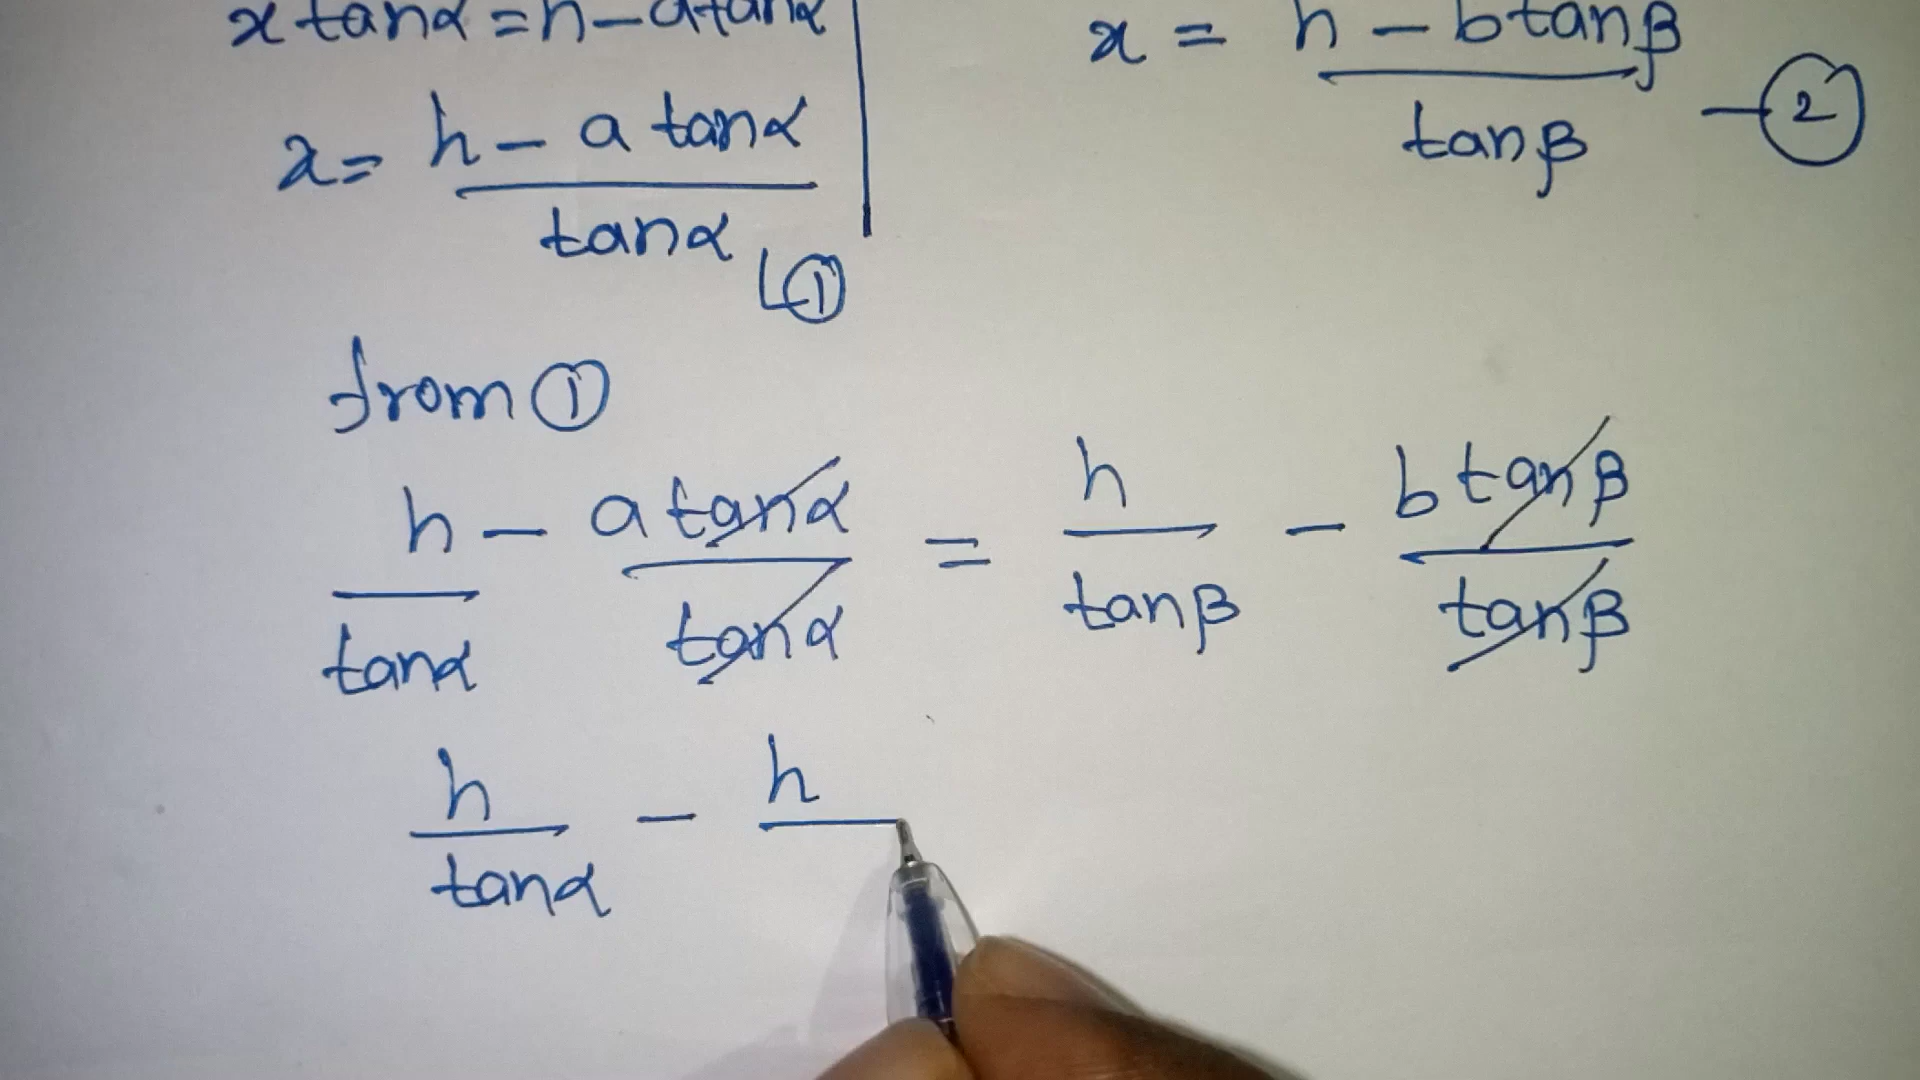 x tanα = h - a tanα
x = h - a tanα / tanα ①
x = h - b tanβ / tanβ - ②
from ①
h / tanα - a tanα / tanα = h / tanβ - b tanβ / tanβ
h / tanα - h /